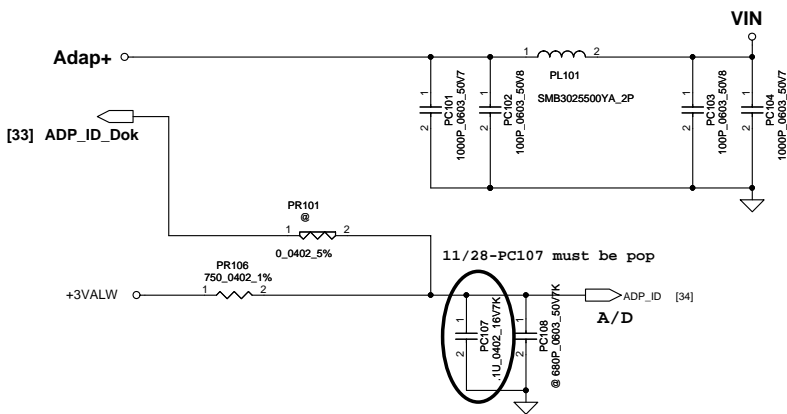 VIN
Adap+
1
2
PL101
SMB3025500YA_2P
1
2
PC101
1000P_0603_50V7
1
2
PC102
100P_0603_50V8
1
2
PC103
100P_0603_50V8
1
2
PC104
1000P_0603_50V7
[33] ADP_ID_Dok
PR101
@
1
2
0_0402_5%
11/28-PC107 must be pop
PR106
750_0402_1%
+3VALW
1
2
ADP_ID [34]
A/D
1
2
PC107
.1U_0402_16V7K
1
2
PC108
@ 680P_0603_50V7K